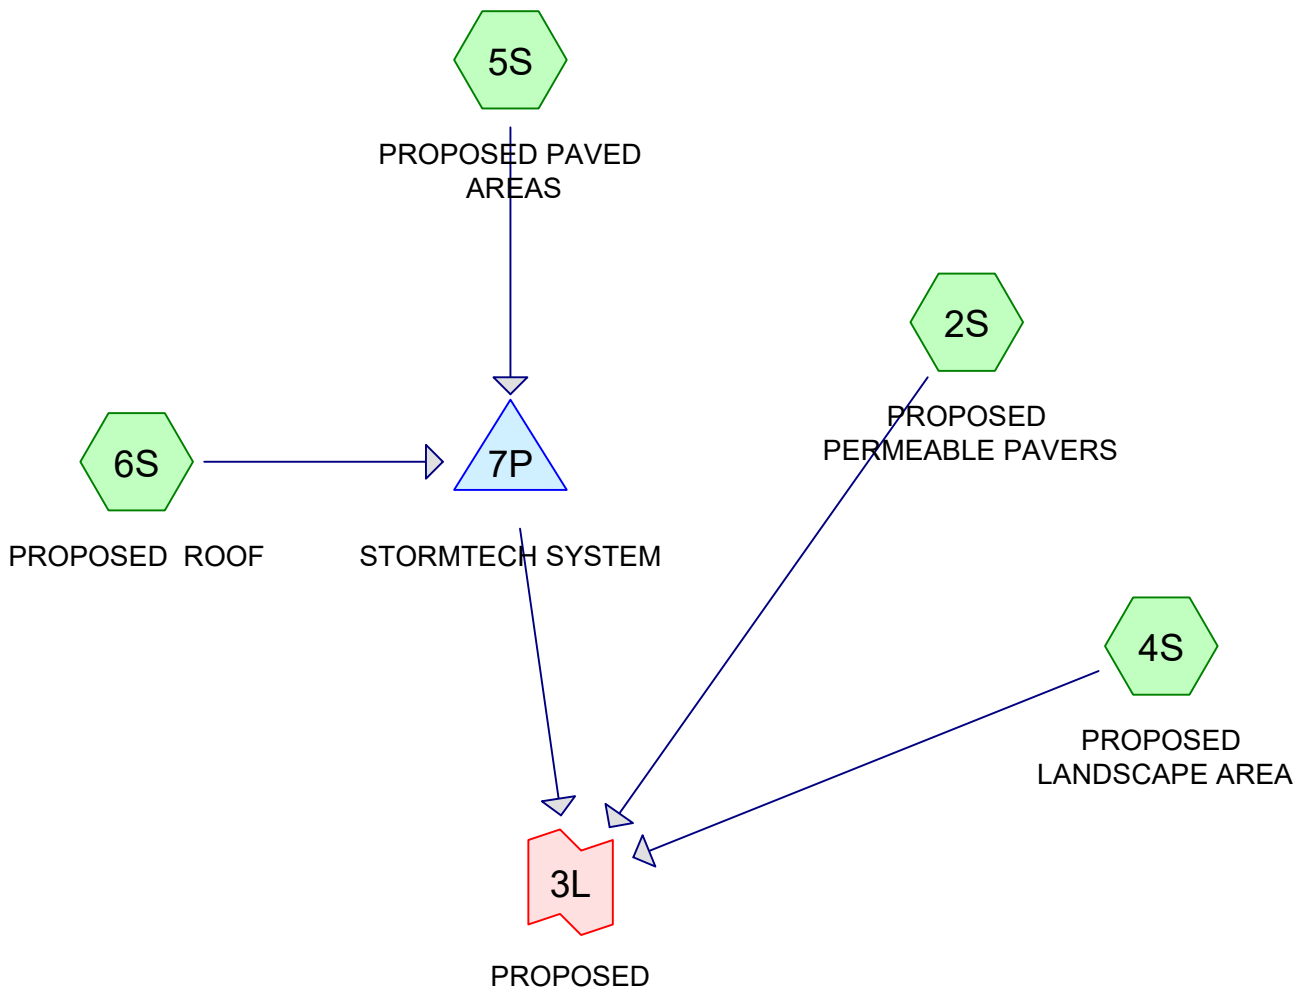 5S
PROPOSED PAVED
AREAS
2S
PROPOSED
PERMEABLE PAVERS
6S
PROPOSED  ROOF
7P
STORMTECH SYSTEM
4S
PROPOSED
LANDSCAPE AREA
3L
PROPOSED